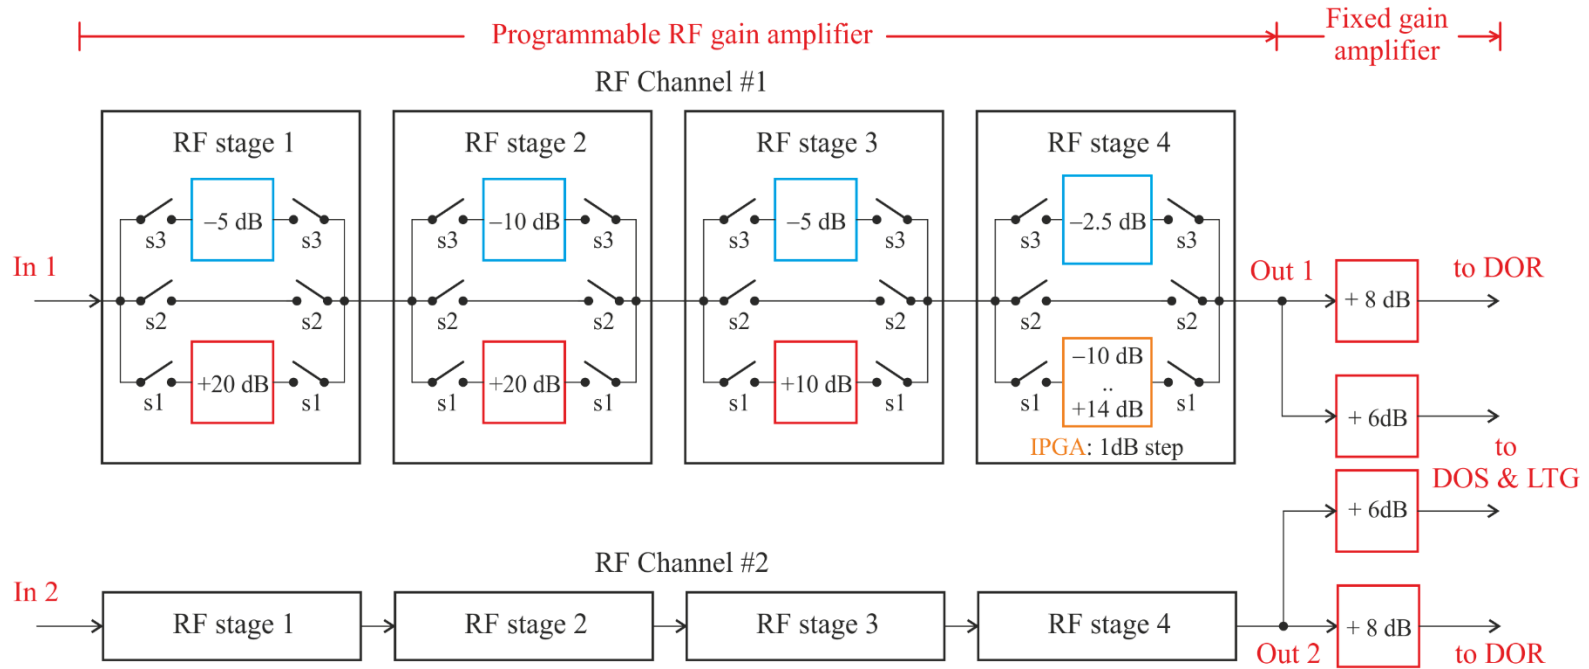 Programmable RF gain amplifier
Fixed gain
amplifier
RF Channel #1
RF stage 1
RF stage 2
RF stage 3
RF stage 4
−5 dB
−10 dB
−5 dB
−2.5 dB
s3
s3
s3
s3
s3
s3
s3
s3
In 1
Out 1
to DOR
+ 8 dB
s2
s2
s2
s2
s2
s2
s2
s2
+20 dB
+20 dB
+10 dB
−10 dB
..
+14 dB
s1
s1
s1
s1
s1
s1
s1
s1
IPGA: 1dB step
+ 6dB
to
DOS & LTG
+ 6dB
RF Channel #2
In 2
RF stage 1
RF stage 2
RF stage 3
RF stage 4
Out 2
+ 8 dB
to DOR